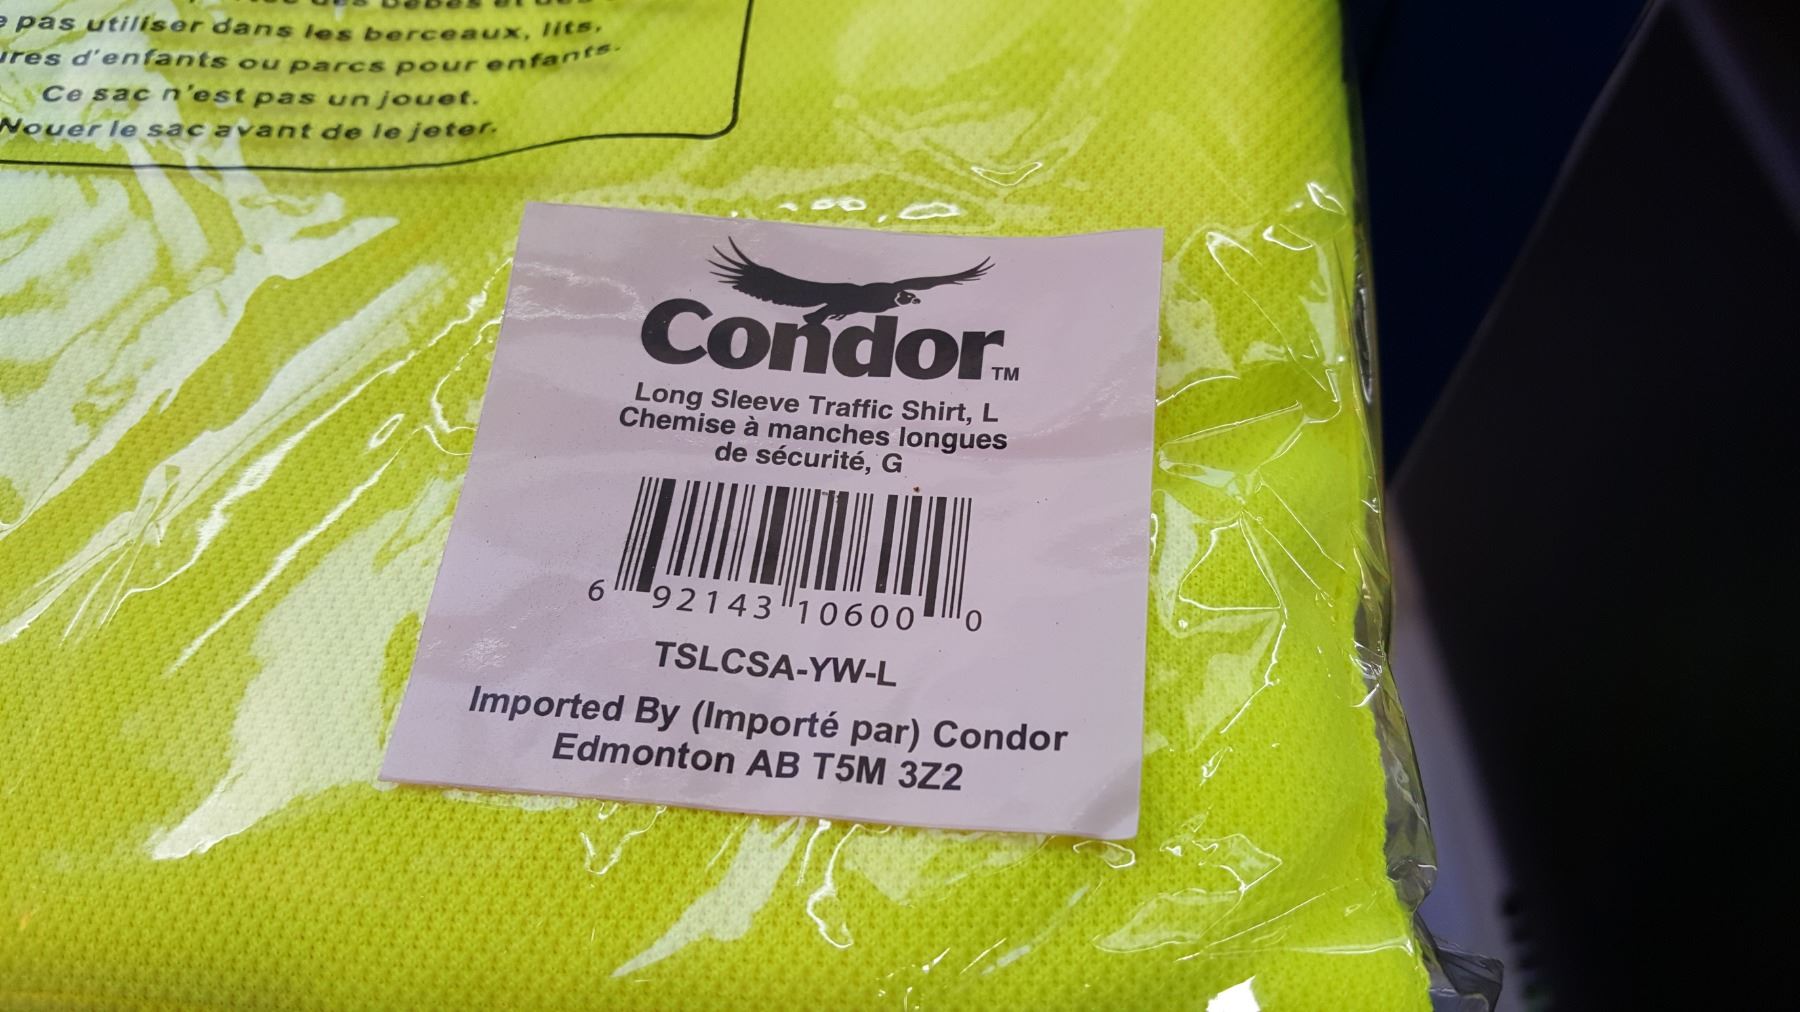 pas utiliser dans les berceaux, lits,
d'enfants ou parcs pour enfants.
Ce sac n'est pas un jouet.
Nouer le sac avant de le jeter.
Condor TM
Long Sleeve Traffic Shirt, L
Chemise à manches longues
de sécurité, G
6 92143 10600 0
TSLCSA-YW-L
Imported By (Importé par) Condor
Edmonton AB T5M 3Z2